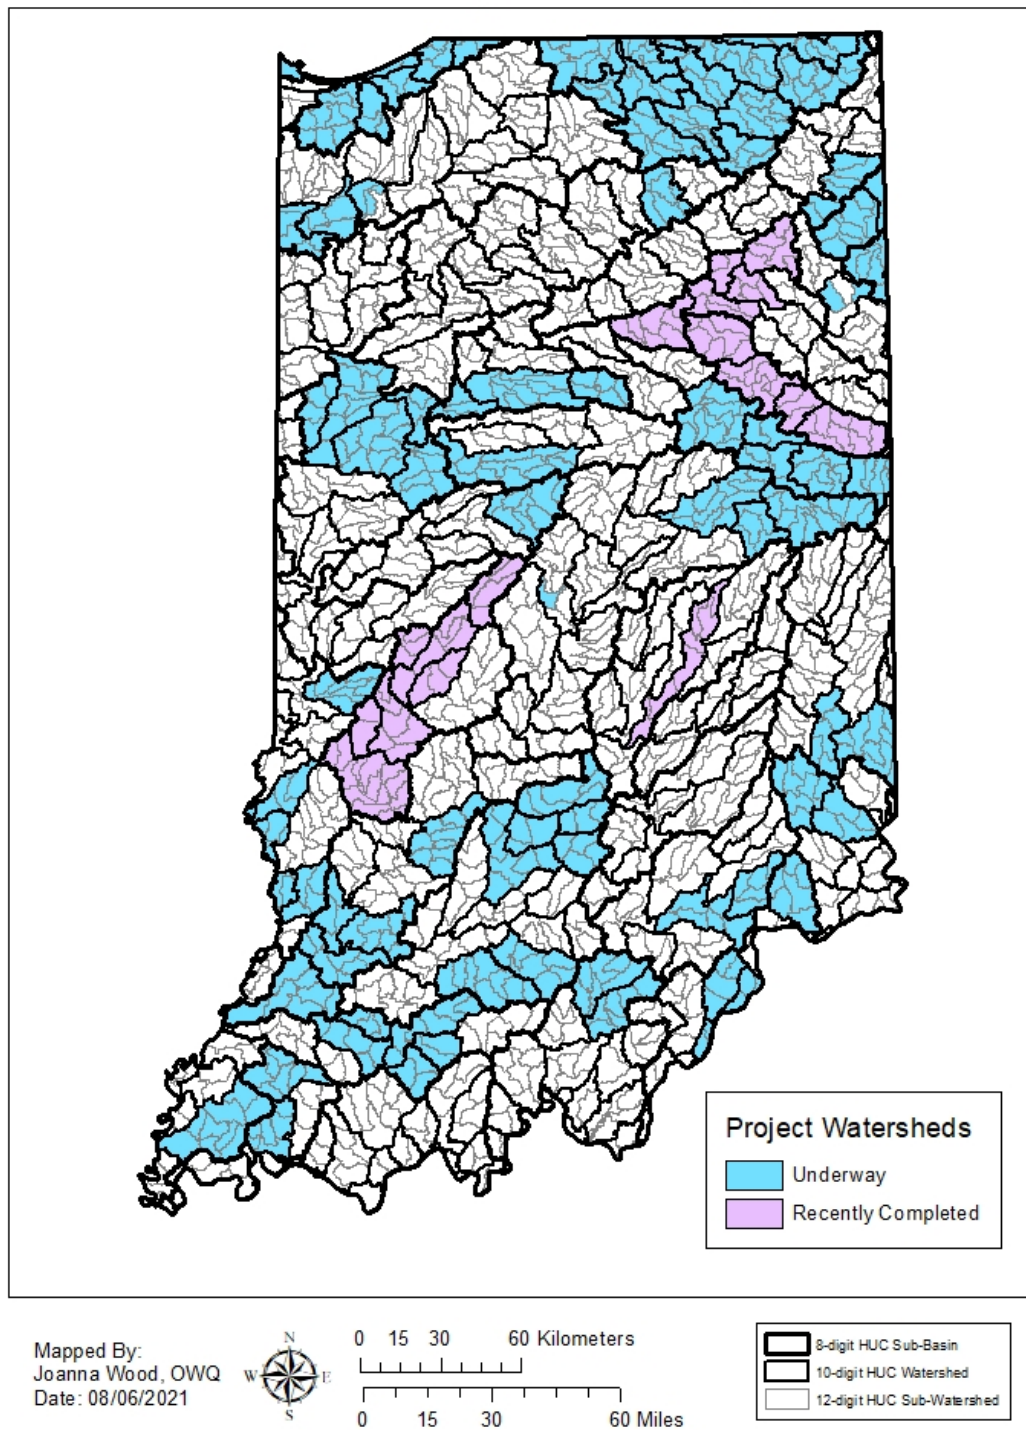 Project Watersheds
Underway
Recently Completed
Mapped By:
Joanna Wood, OWQ
Date: 08/06/2021
N
W E
S
0 15 30 60 Kilometers
0 15 30 60 Miles
8-digit HUC Sub-Basin
10-digit HUC Watershed
12-digit HUC Sub-Watershed